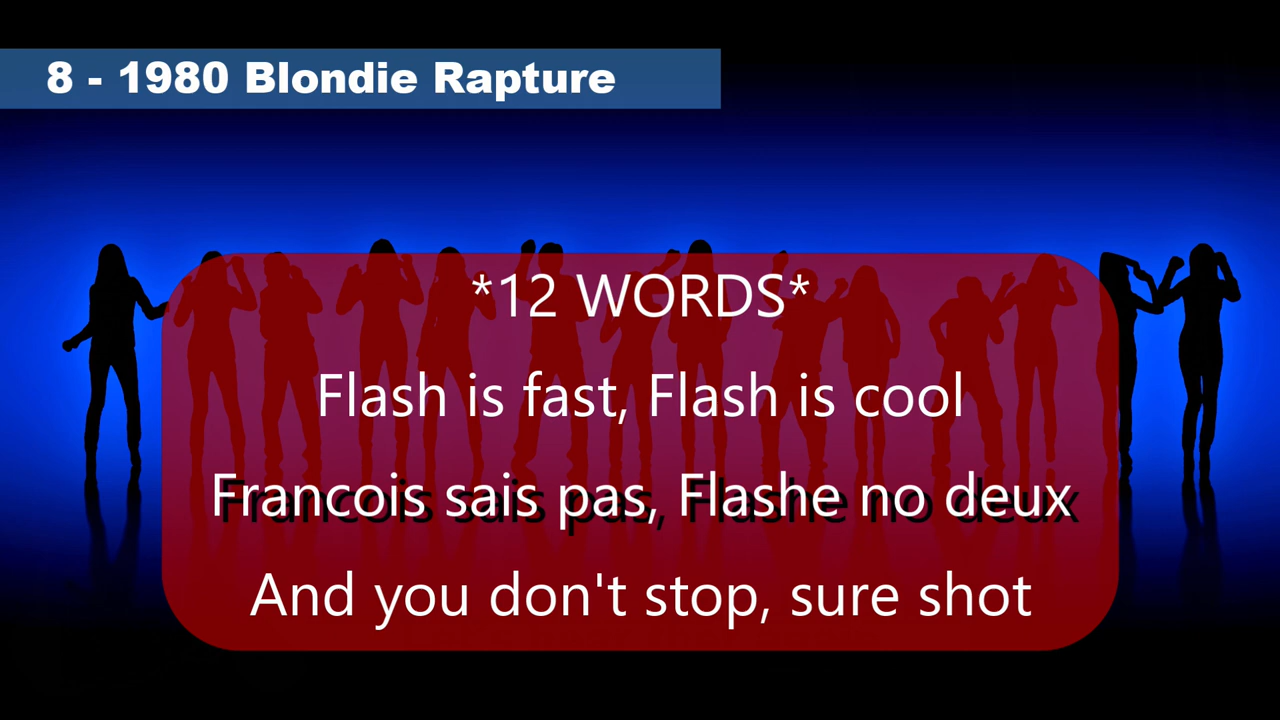 8 - 1980 Blondie Rapture
*12 WORDS*
Flash is fast, Flash is cool
Francois sais pas, Flashe no deux
And you don't stop, sure shot